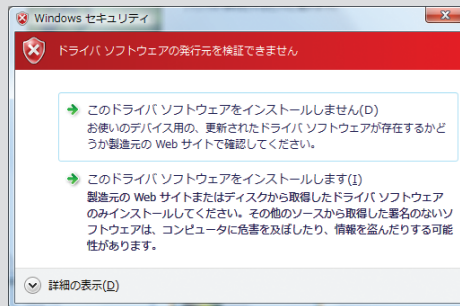 Windows セキュリティ
ドライバ ソフトウェアの発行元を検証できません
このドライバ ソフトウェアをインストールしません(D)
お使いのデバイス用の、更新されたドライバ ソフトウェアが存在するかど
うか製造元の Web サイトで確認してください。
このドライバ ソフトウェアをインストールします(I)
製造元の Web サイトまたはディスクから取得したドライバ ソフトウェア
のみインストールしてください。その他のソースから取得した署名のないソ
フトウェアは、コンピュータに危害を及ぼしたり、情報を盗んだりする可能
性があります。
詳細の表示(D)